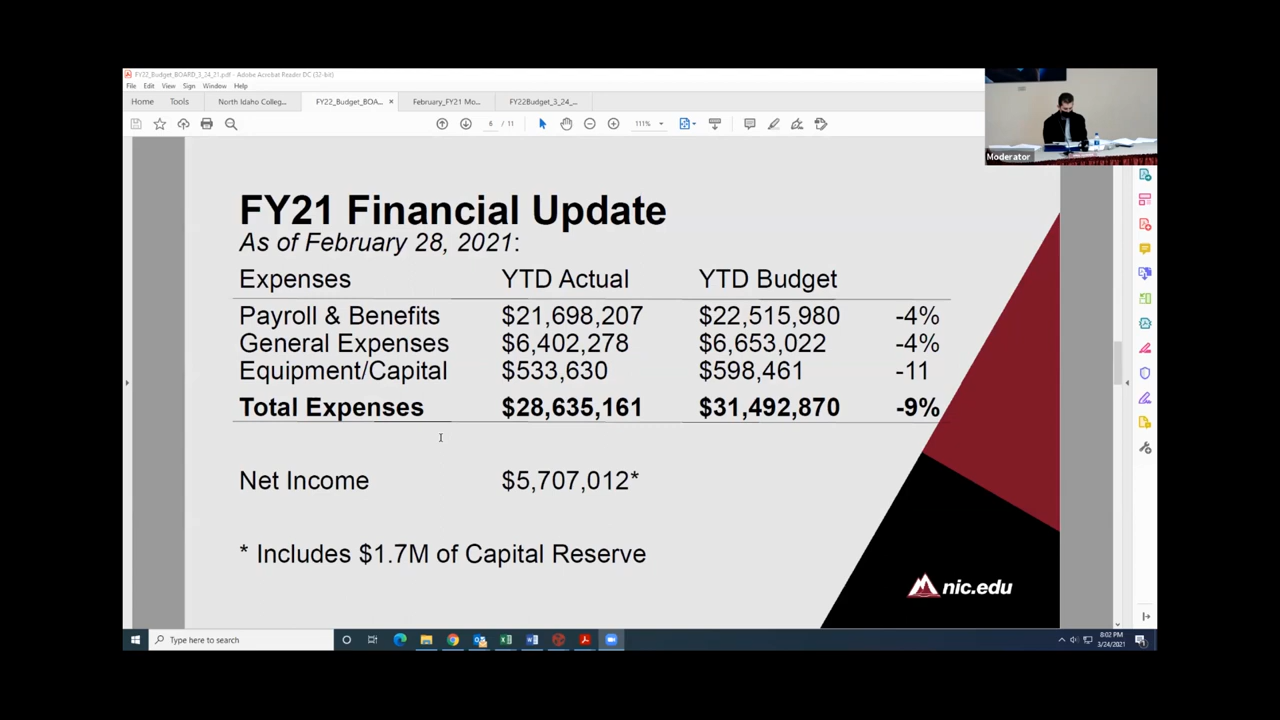 FY22_Budget_BOARD_3_24_21.pdf - Adobe Acrobat Reader DC (32-bit)
File Edit View Sign Window Help
Home Tools North Idaho Colleg... FY22_Budget_BOA... × February_FY21 Mo... FY22Budget_3_24_...
6 / 11 111%
Moderator
FY21 Financial Update
As of February 28, 2021:
Expenses YTD Actual YTD Budget
Payroll & Benefits $21,698,207 $22,515,980 -4%
General Expenses $6,402,278 $6,653,022 -4%
Equipment/Capital $533,630 $598,461 -11
Total Expenses $28,635,161 $31,492,870 -9%
Net Income $5,707,012*
* Includes $1.7M of Capital Reserve
nic.edu
Type here to search
8:02 PM
3/24/2021